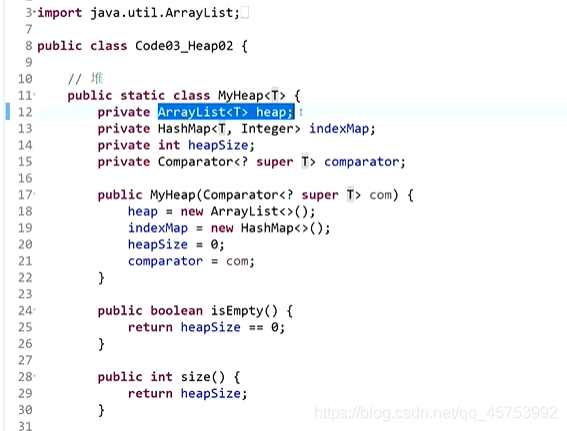 3 import java.util.ArrayList;
7
8 public class Code03_Heap02 {
9
10 // 堆
11 public static class MyHeap<T> {
12 private ArrayList<T> heap;
13 private HashMap<T, Integer> indexMap;
14 private int heapSize;
15 private Comparator<? super T> comparator;
16
17 public MyHeap(Comparator<? super T> com) {
18 heap = new ArrayList<>();
19 indexMap = new HashMap<>();
20 heapSize = 0;
21 comparator = com;
22 }
23
24 public boolean isEmpty() {
25 return heapSize == 0;
26 }
27
28 public int size() {
29 return heapSize;
30 }
31
https://blog.csdn.net/qq_45753992